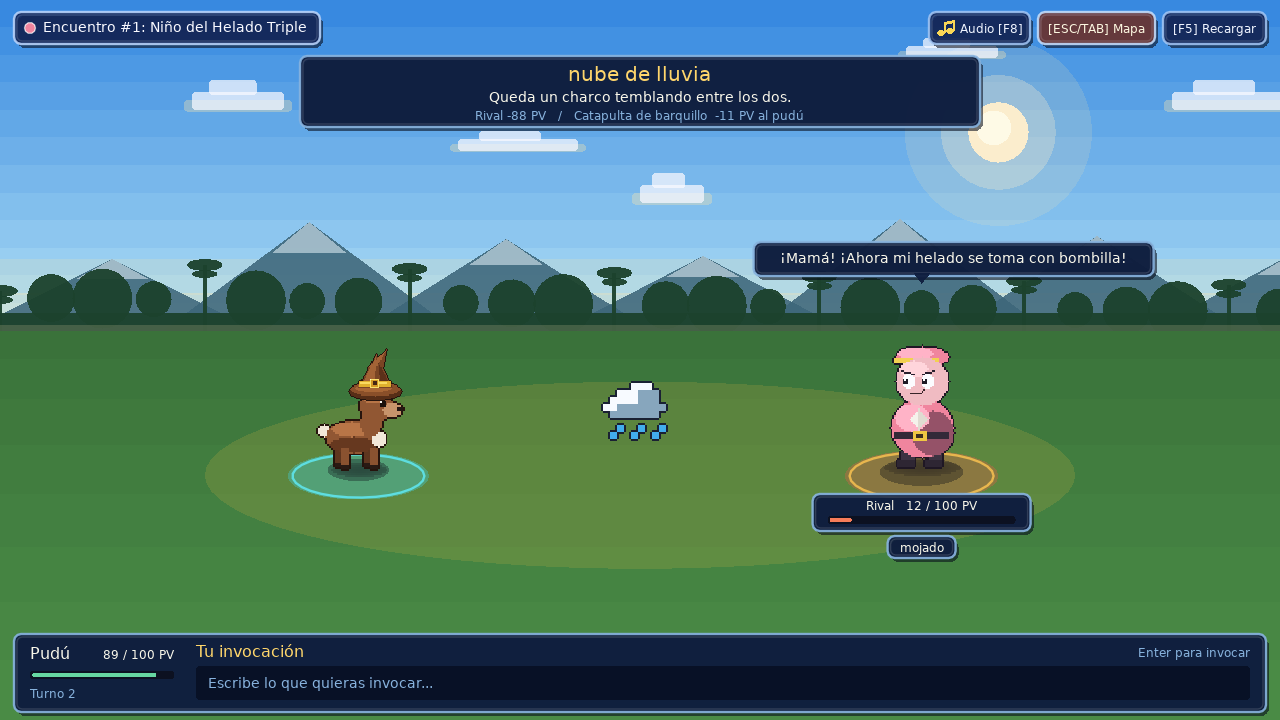 Encuentro #1: Niño del Helado Triple
Audio [F8]
[ESC/TAB] Mapa
[F5] Recargar
nube de lluvia
Queda un charco temblando entre los dos.
Rival -88 PV / Catapulta de barquillo -11 PV al pudú
¡Mamá! ¡Ahora mi helado se toma con bombilla!
Rival 12 / 100 PV
mojado
Pudú 89 / 100 PV
Turno 2
Tu invocación
Enter para invocar
Escribe lo que quieras invocar...